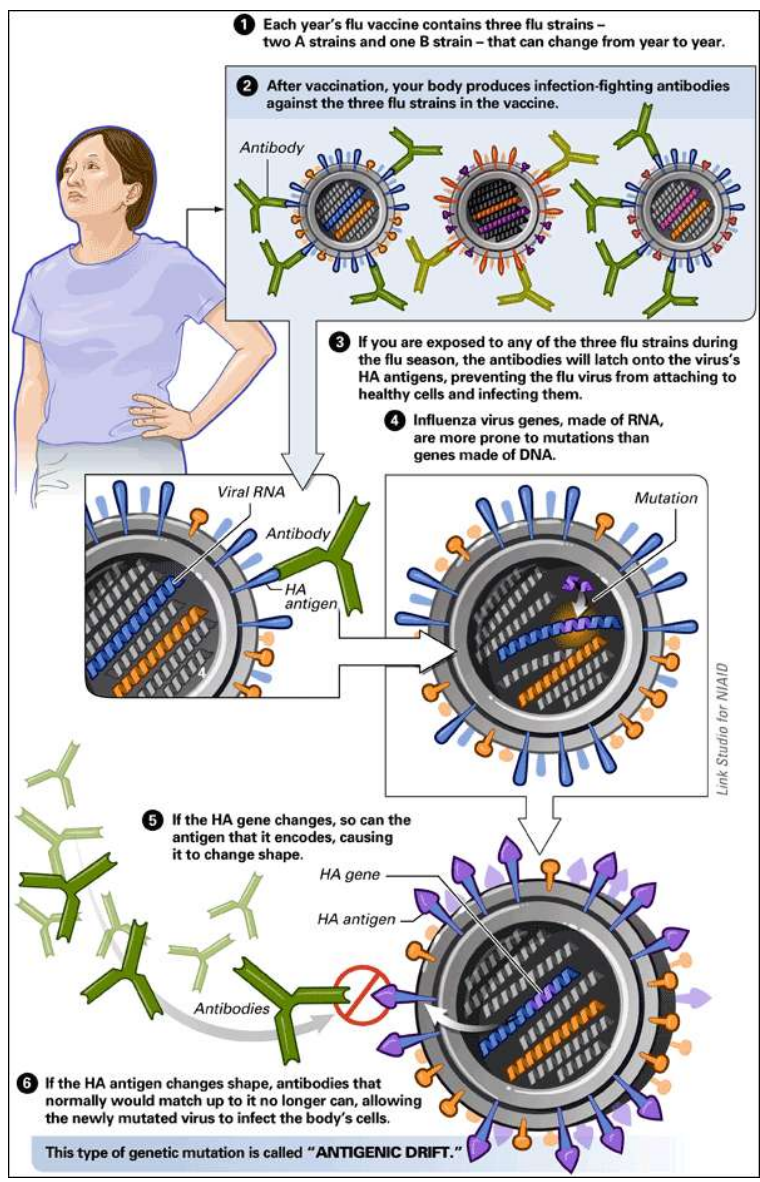 1 Each year's flu vaccine contains three flu strains –
two A strains and one B strain – that can change from year to year.
2 After vaccination, your body produces infection-fighting antibodies
against the three flu strains in the vaccine.
Antibody
3 If you are exposed to any of the three flu strains during
the flu season, the antibodies will latch onto the virus's
HA antigens, preventing the flu virus from attaching to
healthy cells and infecting them.
4 Influenza virus genes, made of RNA,
are more prone to mutations than
genes made of DNA.
Viral RNA
Antibody
HA
antigen
4
Mutation
Link Studio for NIAID
5 If the HA gene changes, so can the
antigen that it encodes, causing
it to change shape.
HA gene
HA antigen
Antibodies
6 If the HA antigen changes shape, antibodies that
normally would match up to it no longer can, allowing
the newly mutated virus to infect the body's cells.
This type of genetic mutation is called "ANTIGENIC DRIFT."